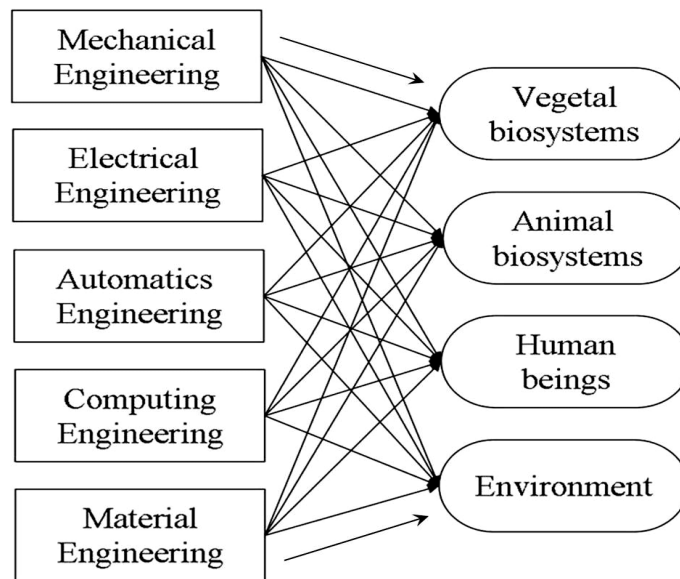 Mechanical
Engineering
Electrical
Engineering
Automatics
Engineering
Computing
Engineering
Material
Engineering
Vegetal
biosystems
Animal
biosystems
Human
beings
Environment